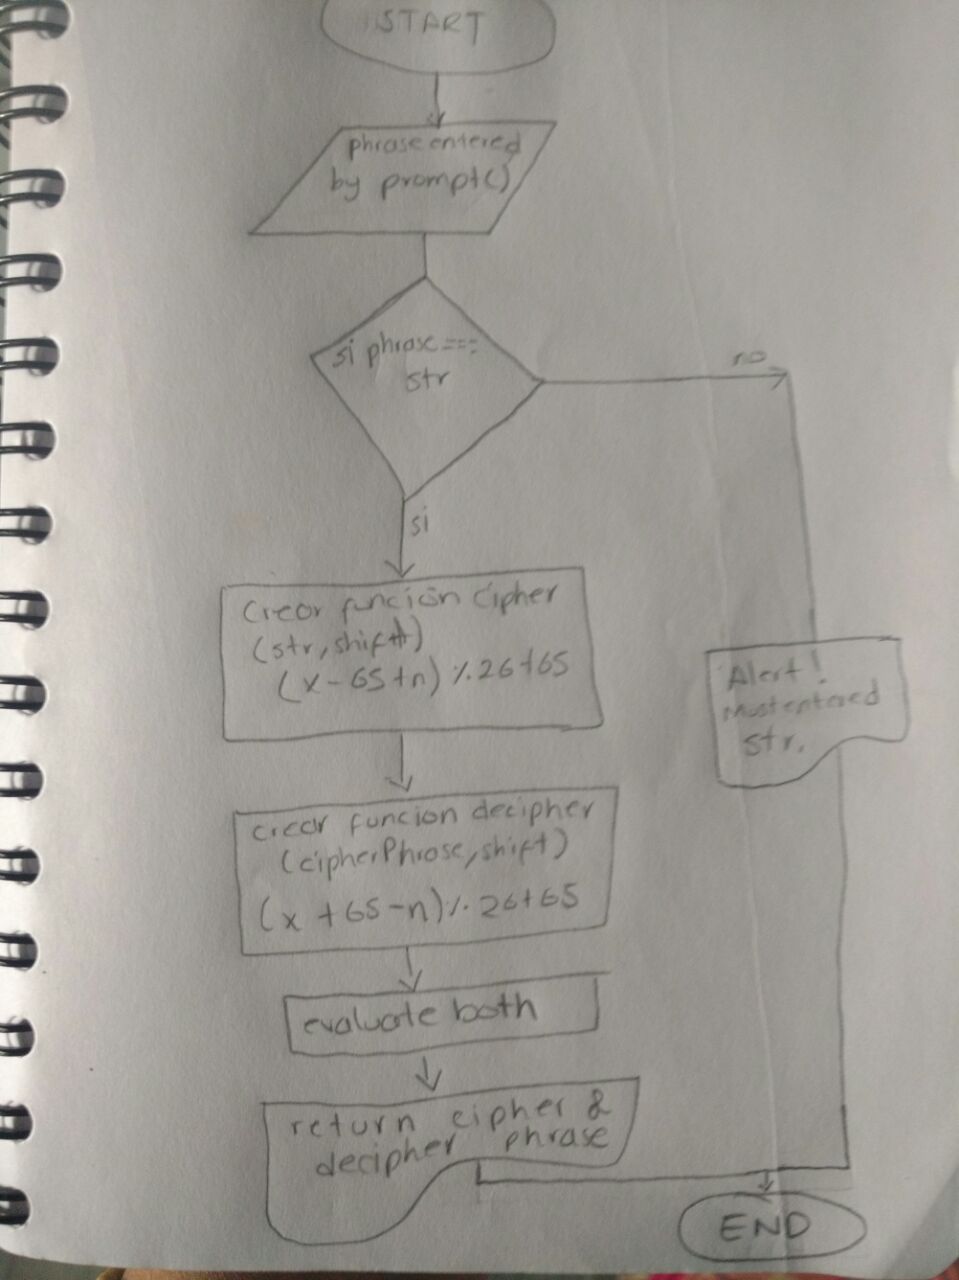 START
phrase entered
by prompt()
si phrase ===
str
no
si
Crear función cipher
(str, shift)
(x - 65 + n) % 26 + 65
Alert!
Must entered
str.
crear funcion decipher
(cipherPhrase, shift)
(x + 65 - n) % 26 + 65
evaluate both
return cipher &
decipher phrase
END